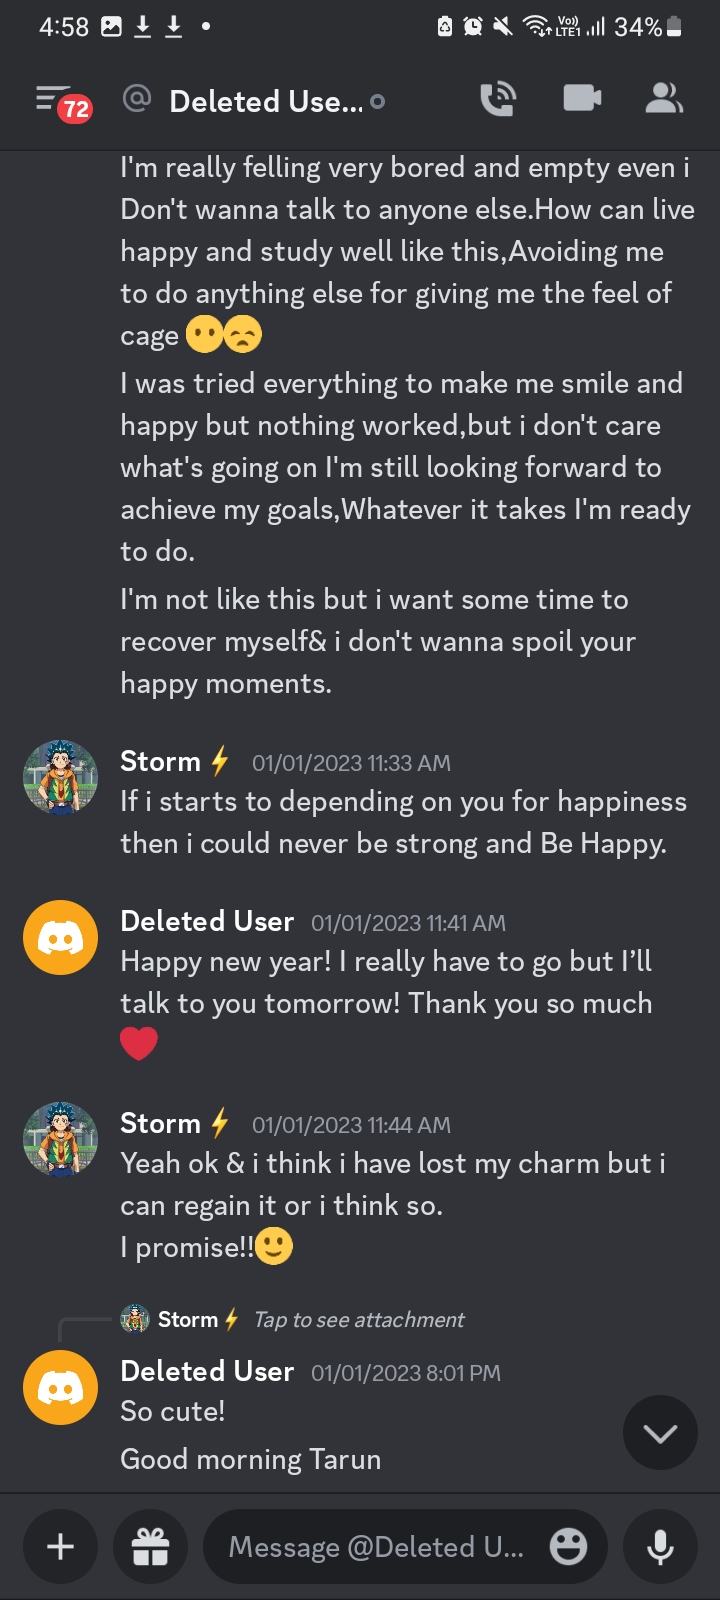 4:58
Vo)) LTE1 34%
72 @ Deleted Use...
I'm really felling very bored and empty even i
Don't wanna talk to anyone else.How can live
happy and study well like this,Avoiding me
to do anything else for giving me the feel of
cage 😶😞
I was tried everything to make me smile and
happy but nothing worked,but i don't care
what's going on I'm still looking forward to
achieve my goals,Whatever it takes I'm ready
to do.
I'm not like this but i want some time to
recover myself& i don't wanna spoil your
happy moments.
Storm⚡ 01/01/2023 11:33 AM
If i starts to depending on you for happiness
then i could never be strong and Be Happy.
Deleted User 01/01/2023 11:41 AM
Happy new year! I really have to go but I’ll
talk to you tomorrow! Thank you so much
❤️
Storm⚡ 01/01/2023 11:44 AM
Yeah ok & i think i have lost my charm but i
can regain it or i think so.
I promise!!🙂
Storm⚡ Tap to see attachment
Deleted User 01/01/2023 8:01 PM
So cute!
Good morning Tarun
Message @Deleted U...